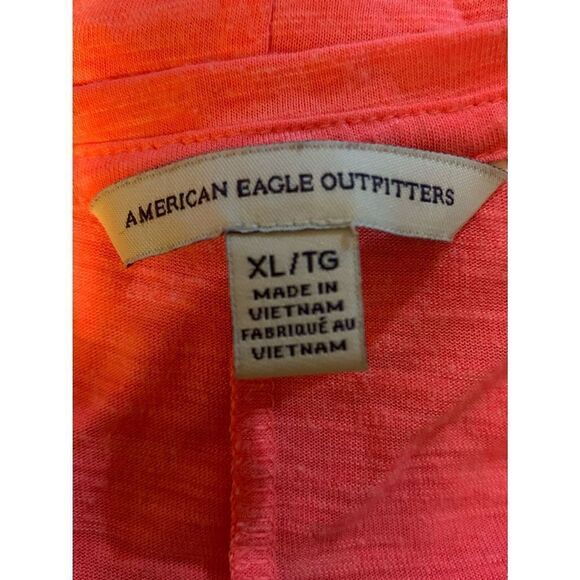 AMERICAN EAGLE OUTFITTERS
XL/TG
MADE IN
VIETNAM
FABRIQUÉ AU
VIETNAM